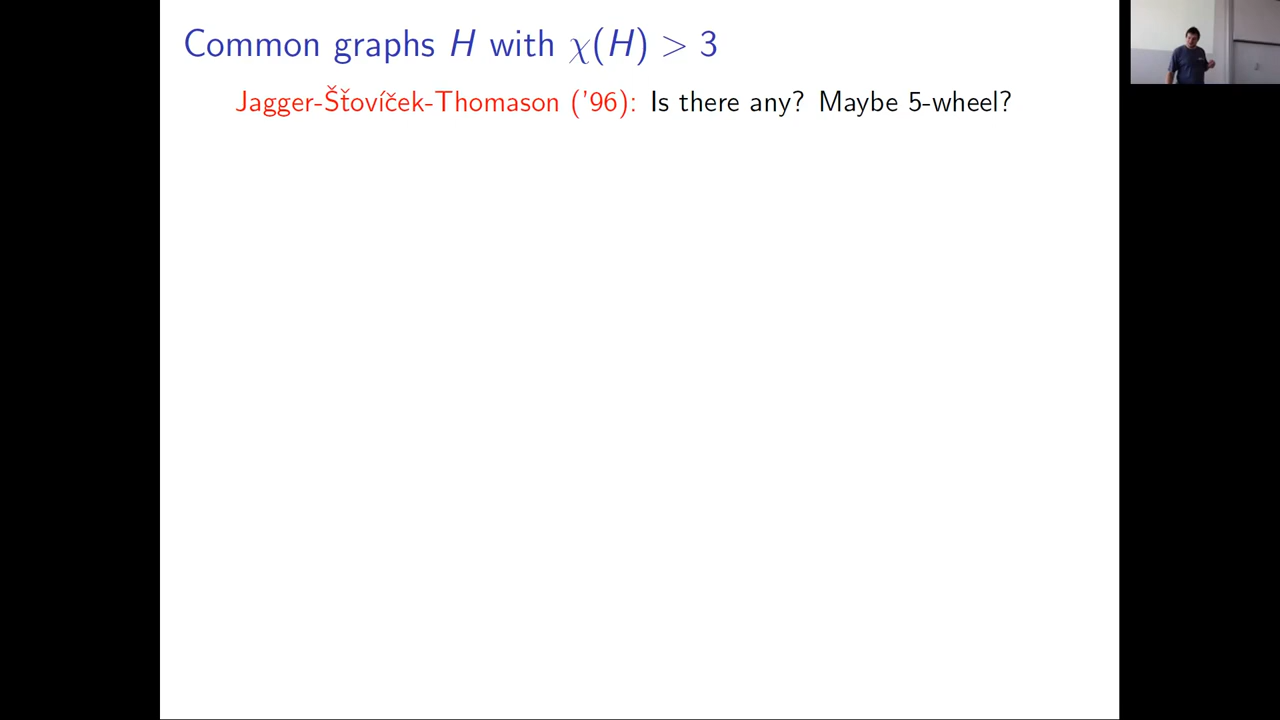 Common graphs H with χ(H) > 3
Jagger-Šťovíček-Thomason ('96): Is there any? Maybe 5-wheel?